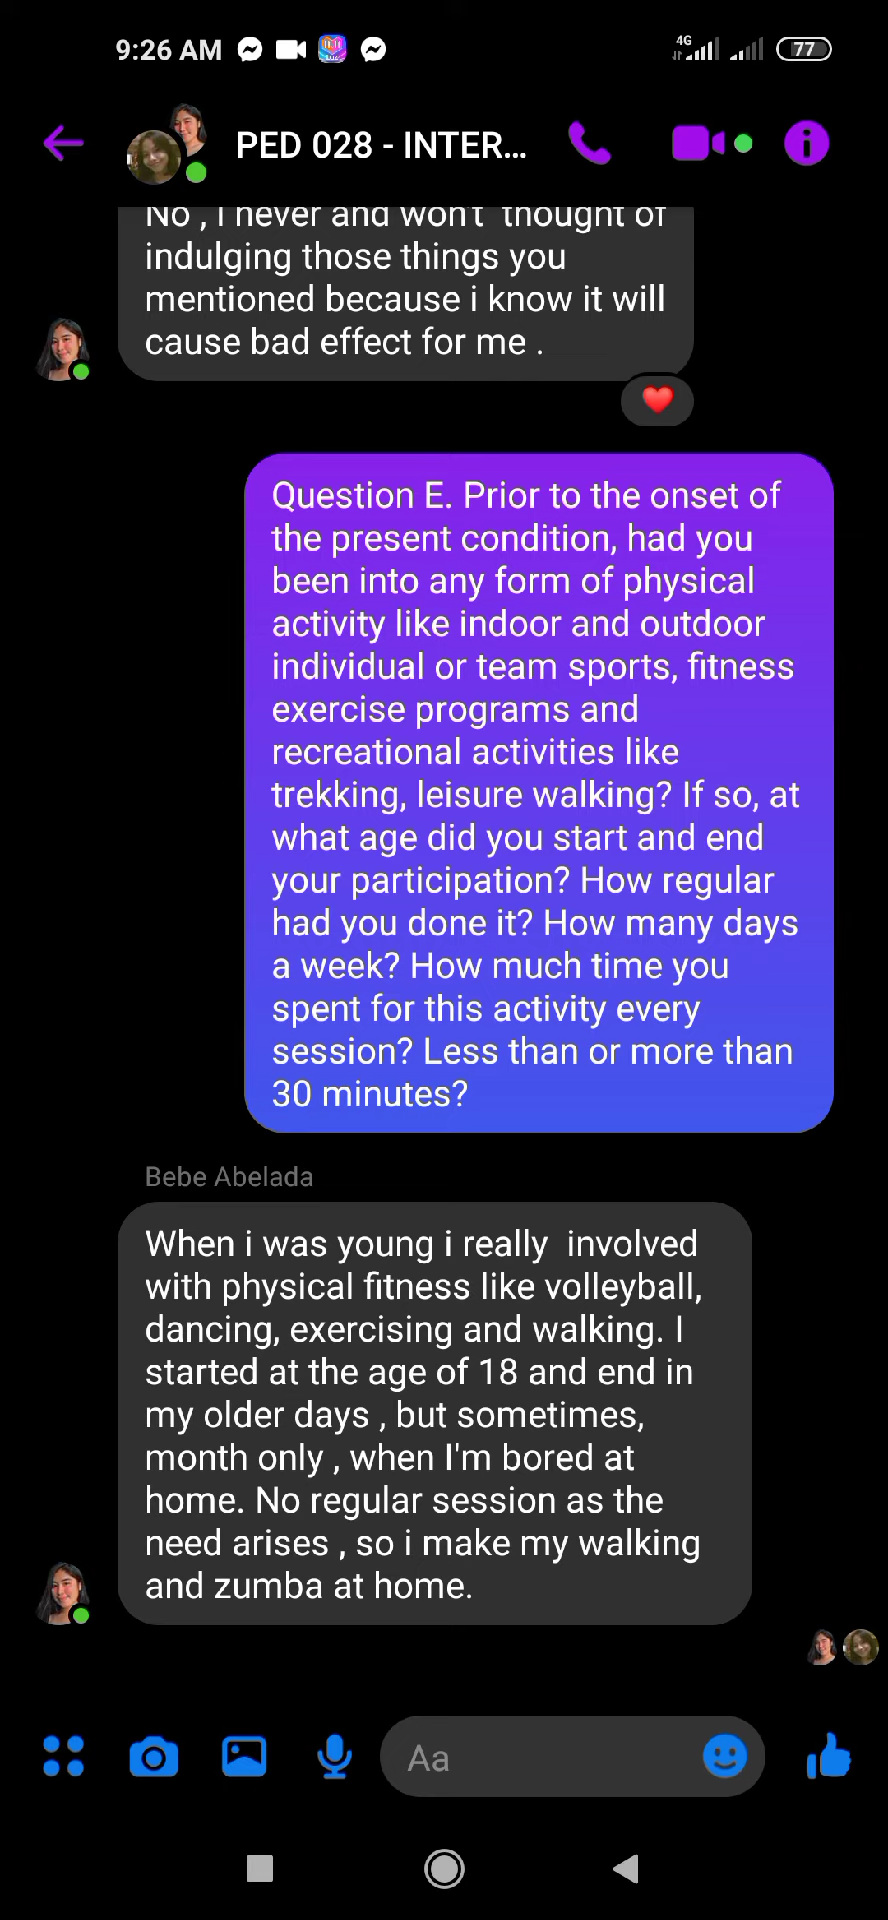 9:26 AM
4G
77
PED 028 - INTER...
No , i never and won't thought of
indulging those things you
mentioned because i know it will
cause bad effect for me .
Question E. Prior to the onset of
the present condition, had you
been into any form of physical
activity like indoor and outdoor
individual or team sports, fitness
exercise programs and
recreational activities like
trekking, leisure walking? If so, at
what age did you start and end
your participation? How regular
had you done it? How many days
a week? How much time you
spent for this activity every
session? Less than or more than
30 minutes?
Bebe Abelada
When i was young i really  involved
with physical fitness like volleyball,
dancing, exercising and walking. I
started at the age of 18 and end in
my older days , but sometimes,
month only , when I'm bored at
home. No regular session as the
need arises , so i make my walking
and zumba at home.
Aa